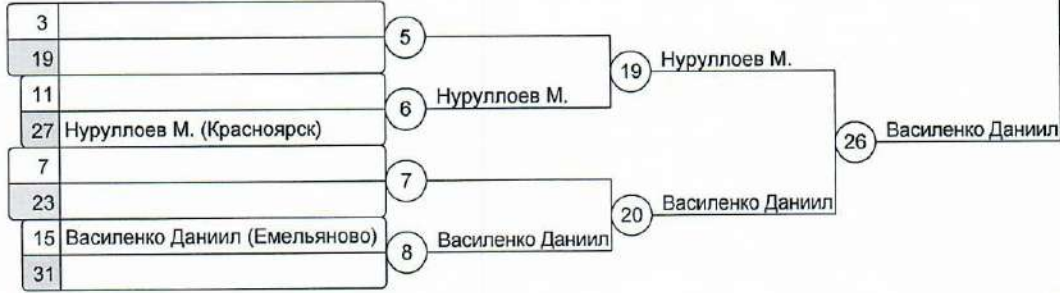 3
5
19
19 Нуруллоев М.
11
6 Нуруллоев М.
27 Нуруллоев М. (Красноярск)
26 Василенко Даниил
7
7
23
20 Василенко Даниил
15 Василенко Даниил (Емельяново)
8 Василенко Даниил
31